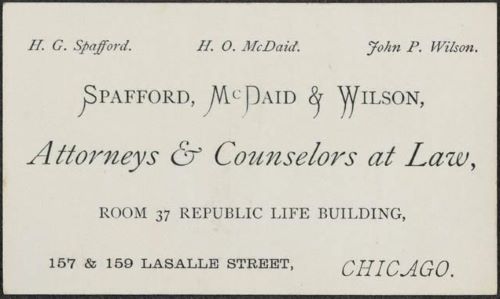 H. G. Spafford. H. O. McDaid. John P. Wilson.
SPAFFORD, McDAID & WILSON,
Attorneys & Counselors at Law,
ROOM 37 REPUBLIC LIFE BUILDING,
157 & 159 LASALLE STREET, CHICAGO.